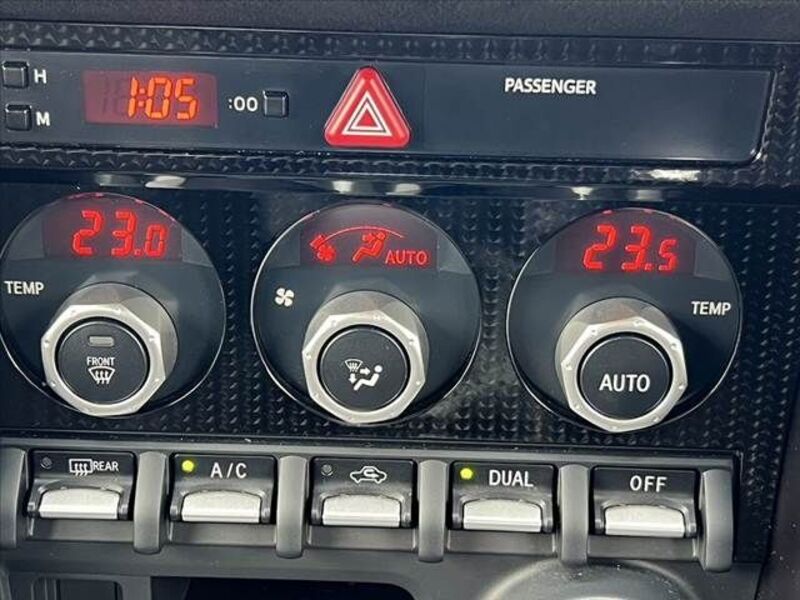 H
M
1:05
:00
PASSENGER
23.0
AUTO
23.5
TEMP
TEMP
FRONT
AUTO
REAR
A/C
DUAL
OFF